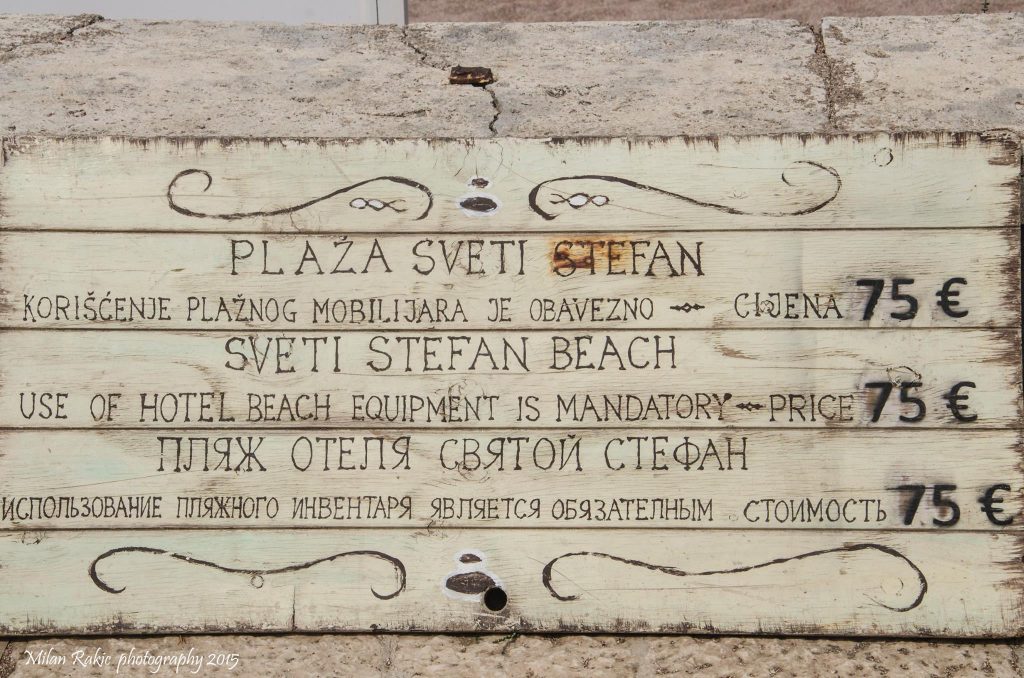 PLAŽA SVETI STEFAN
KORIŠĆENJE PLAŽNOG MOBILIJARA JE OBAVEZNO CIJENA 75 €
SVETI STEFAN BEACH
USE OF HOTEL BEACH EQUIPMENT IS MANDATORY PRICE 75 €
ПЛЯЖ ОТЕЛЯ СВЯТОЙ СТЕФАН
ИСПОЛЬЗОВАНИЕ ПЛЯЖНОГО ИНВЕНТАРЯ ЯВЛЯЕТСЯ ОБЯЗАТЕЛЬНЫМ СТОИМОСТЬ 75 €
Milan Rakic photography 2015